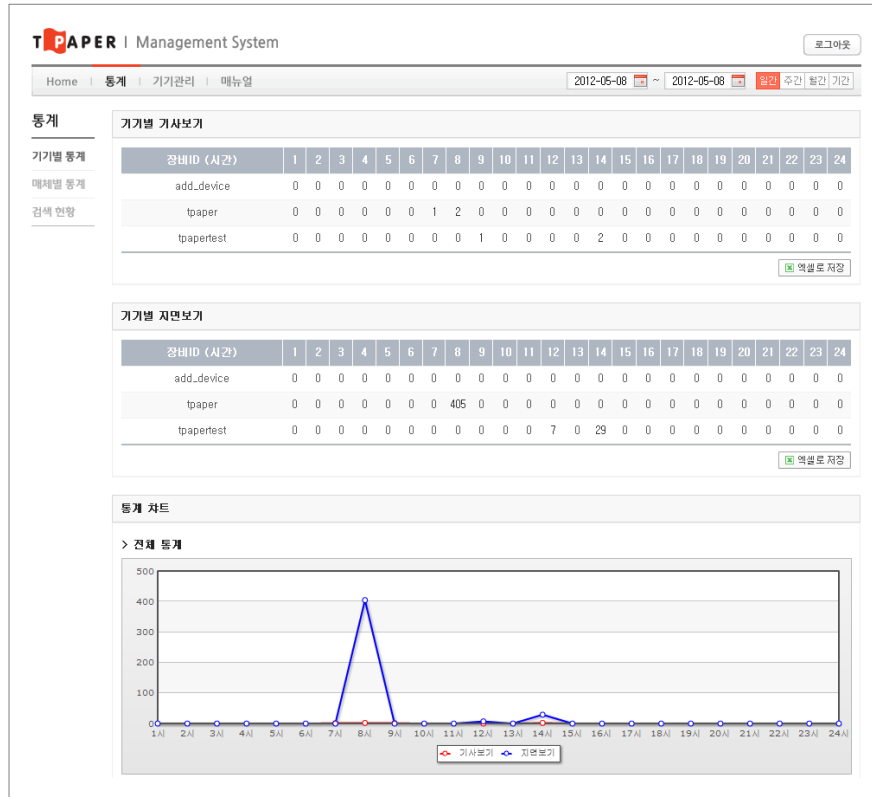 TPAPER | Management System
로그아웃
Home | 통계 | 기기관리 | 매뉴얼 2012-05-08 ~ 2012-05-08 일간 주간 월간 기간
통계
기기별 통계
매체별 통계
검색 현황
기기별 기사보기
장비ID (시간) 1 2 3 4 5 6 7 8 9 10 11 12 13 14 15 16 17 18 19 20 21 22 23 24
add_device 0 0 0 0 0 0 0 0 0 0 0 0 0 0 0 0 0 0 0 0 0 0 0 0
tpaper 0 0 0 0 0 0 1 2 0 0 0 0 0 0 0 0 0 0 0 0 0 0 0 0
tpapertest 0 0 0 0 0 0 0 0 1 0 0 0 0 2 0 0 0 0 0 0 0 0 0 0
엑셀로 저장
기기별 지면보기
장비ID (시간) 1 2 3 4 5 6 7 8 9 10 11 12 13 14 15 16 17 18 19 20 21 22 23 24
add_device 0 0 0 0 0 0 0 0 0 0 0 0 0 0 0 0 0 0 0 0 0 0 0 0
tpaper 0 0 0 0 0 0 0 405 0 0 0 0 0 0 0 0 0 0 0 0 0 0 0 0
tpapertest 0 0 0 0 0 0 0 0 0 0 0 7 0 29 0 0 0 0 0 0 0 0 0 0
엑셀로 저장
통계 챠트
> 전체 통계
500
400
300
200
100
0
1시 2시 3시 4시 5시 6시 7시 8시 9시 10시 11시 12시 13시 14시 15시 16시 17시 18시 19시 20시 21시 22시 23시 24시
기사보기 지면보기